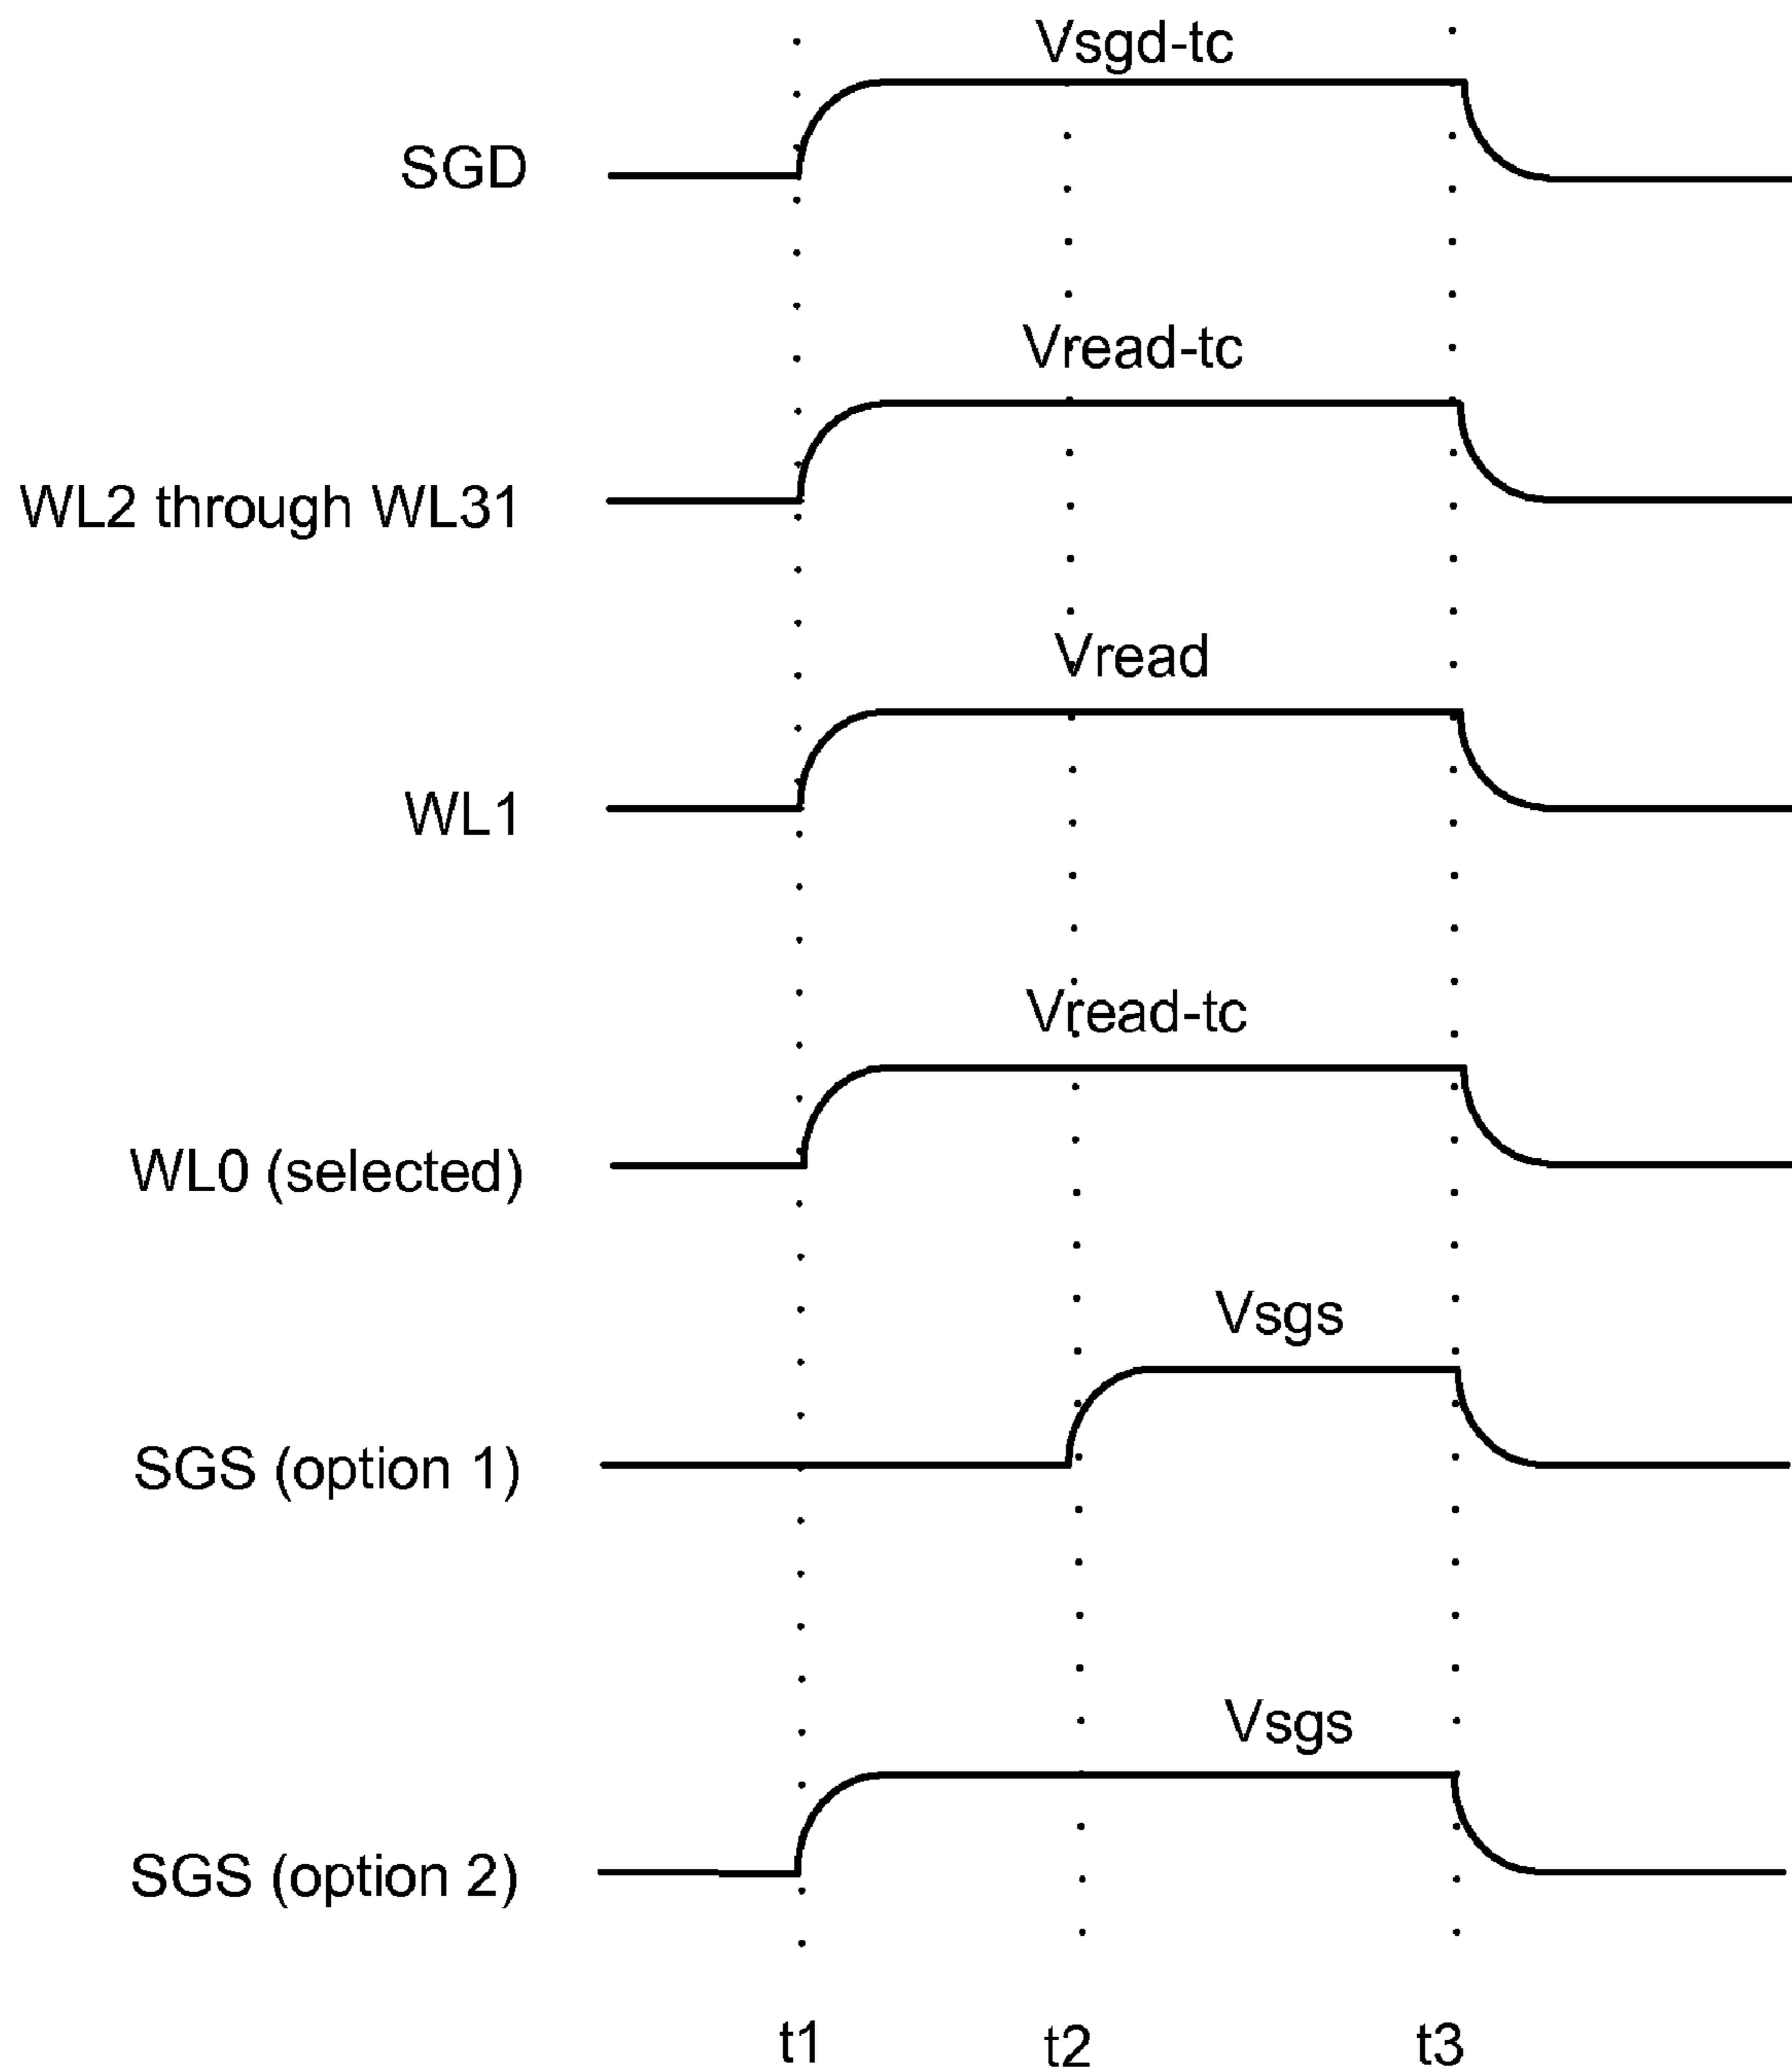 Vsgd-tc
SGD
Vread-tc
WL2 through WL31
Vread
WL1
Vread-tc
WL0 (selected)
Vsgs
SGS (option 1)
Vsgs
SGS (option 2)
t1 t2 t3